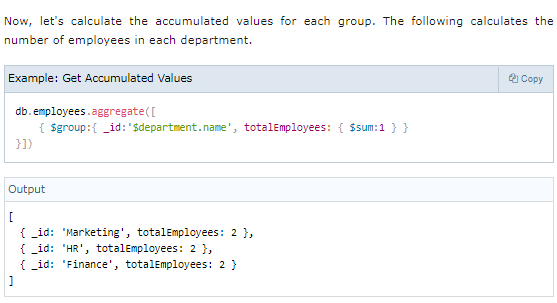 Now, let's calculate the accumulated values for each group. The following calculates the
number of employees in each department.
Example: Get Accumulated Values
Copy
db.employees.aggregate([
{ $group:{ _id:'$department.name', totalEmployees: { $sum:1 } }
}])
Output
[
{ _id: 'Marketing', totalEmployees: 2 },
{ _id: 'HR', totalEmployees: 2 },
{ _id: 'Finance', totalEmployees: 2 }
]